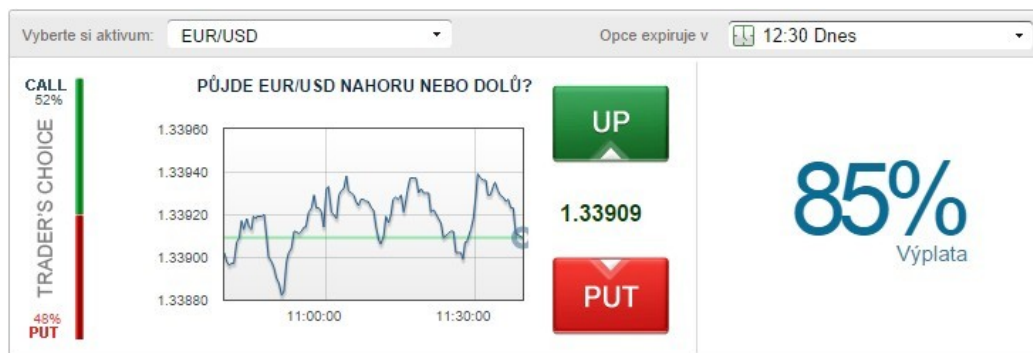 Vyberte si aktivum: EUR/USD
Opce expiruje v 12:30 Dnes
CALL
52%
TRADER'S CHOICE
48%
PUT
PŮJDE EUR/USD NAHORU NEBO DOLŮ?
1.33960
1.33940
1.33920
1.33900
1.33880
11:00:00 11:30:00
UP
1.33909
PUT
85%
Výplata